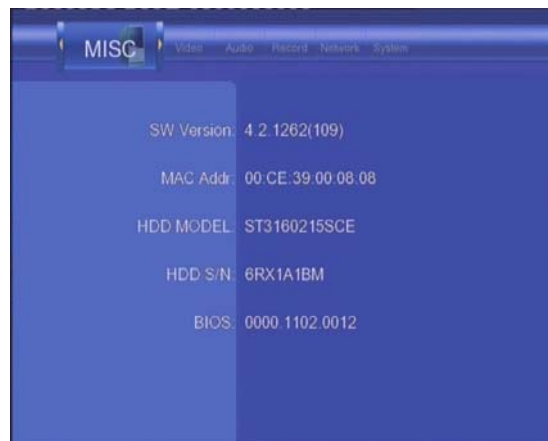 MISC Video Audio Record Network System
SW Version: 4.2.1262(109)
MAC Addr: 00:CE:39:00:08:08
HDD MODEL: ST3160215SCE
HDD S/N: 6RX1A1BM
BIOS: 0000.1102.0012